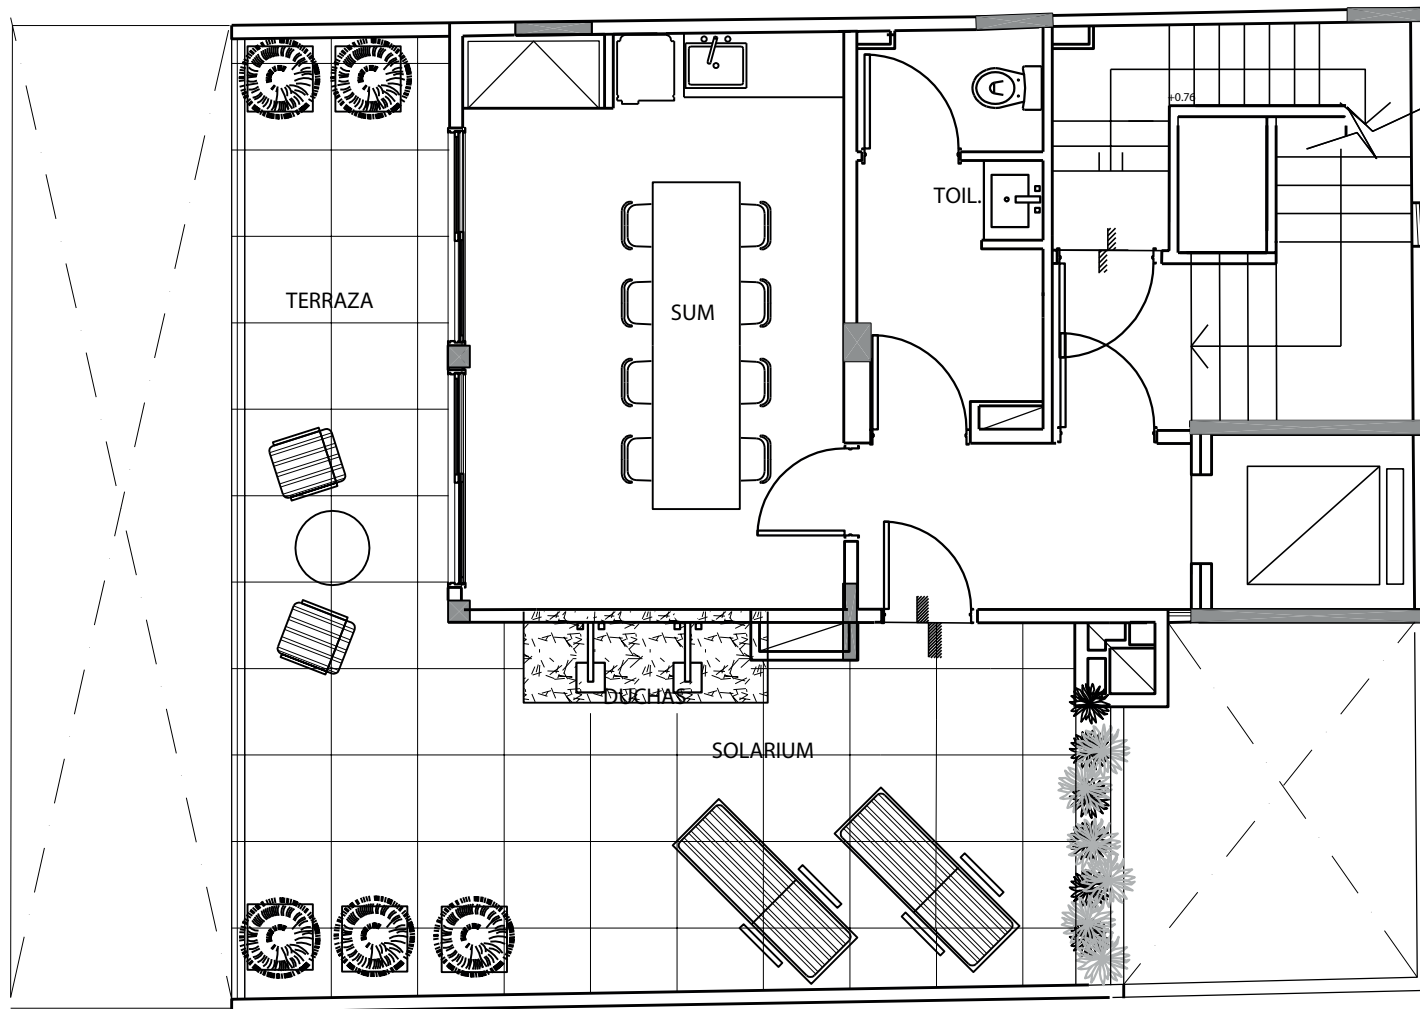 +0.76
TOIL.
TERRAZA
SUM
DUCHAS
SOLARIUM